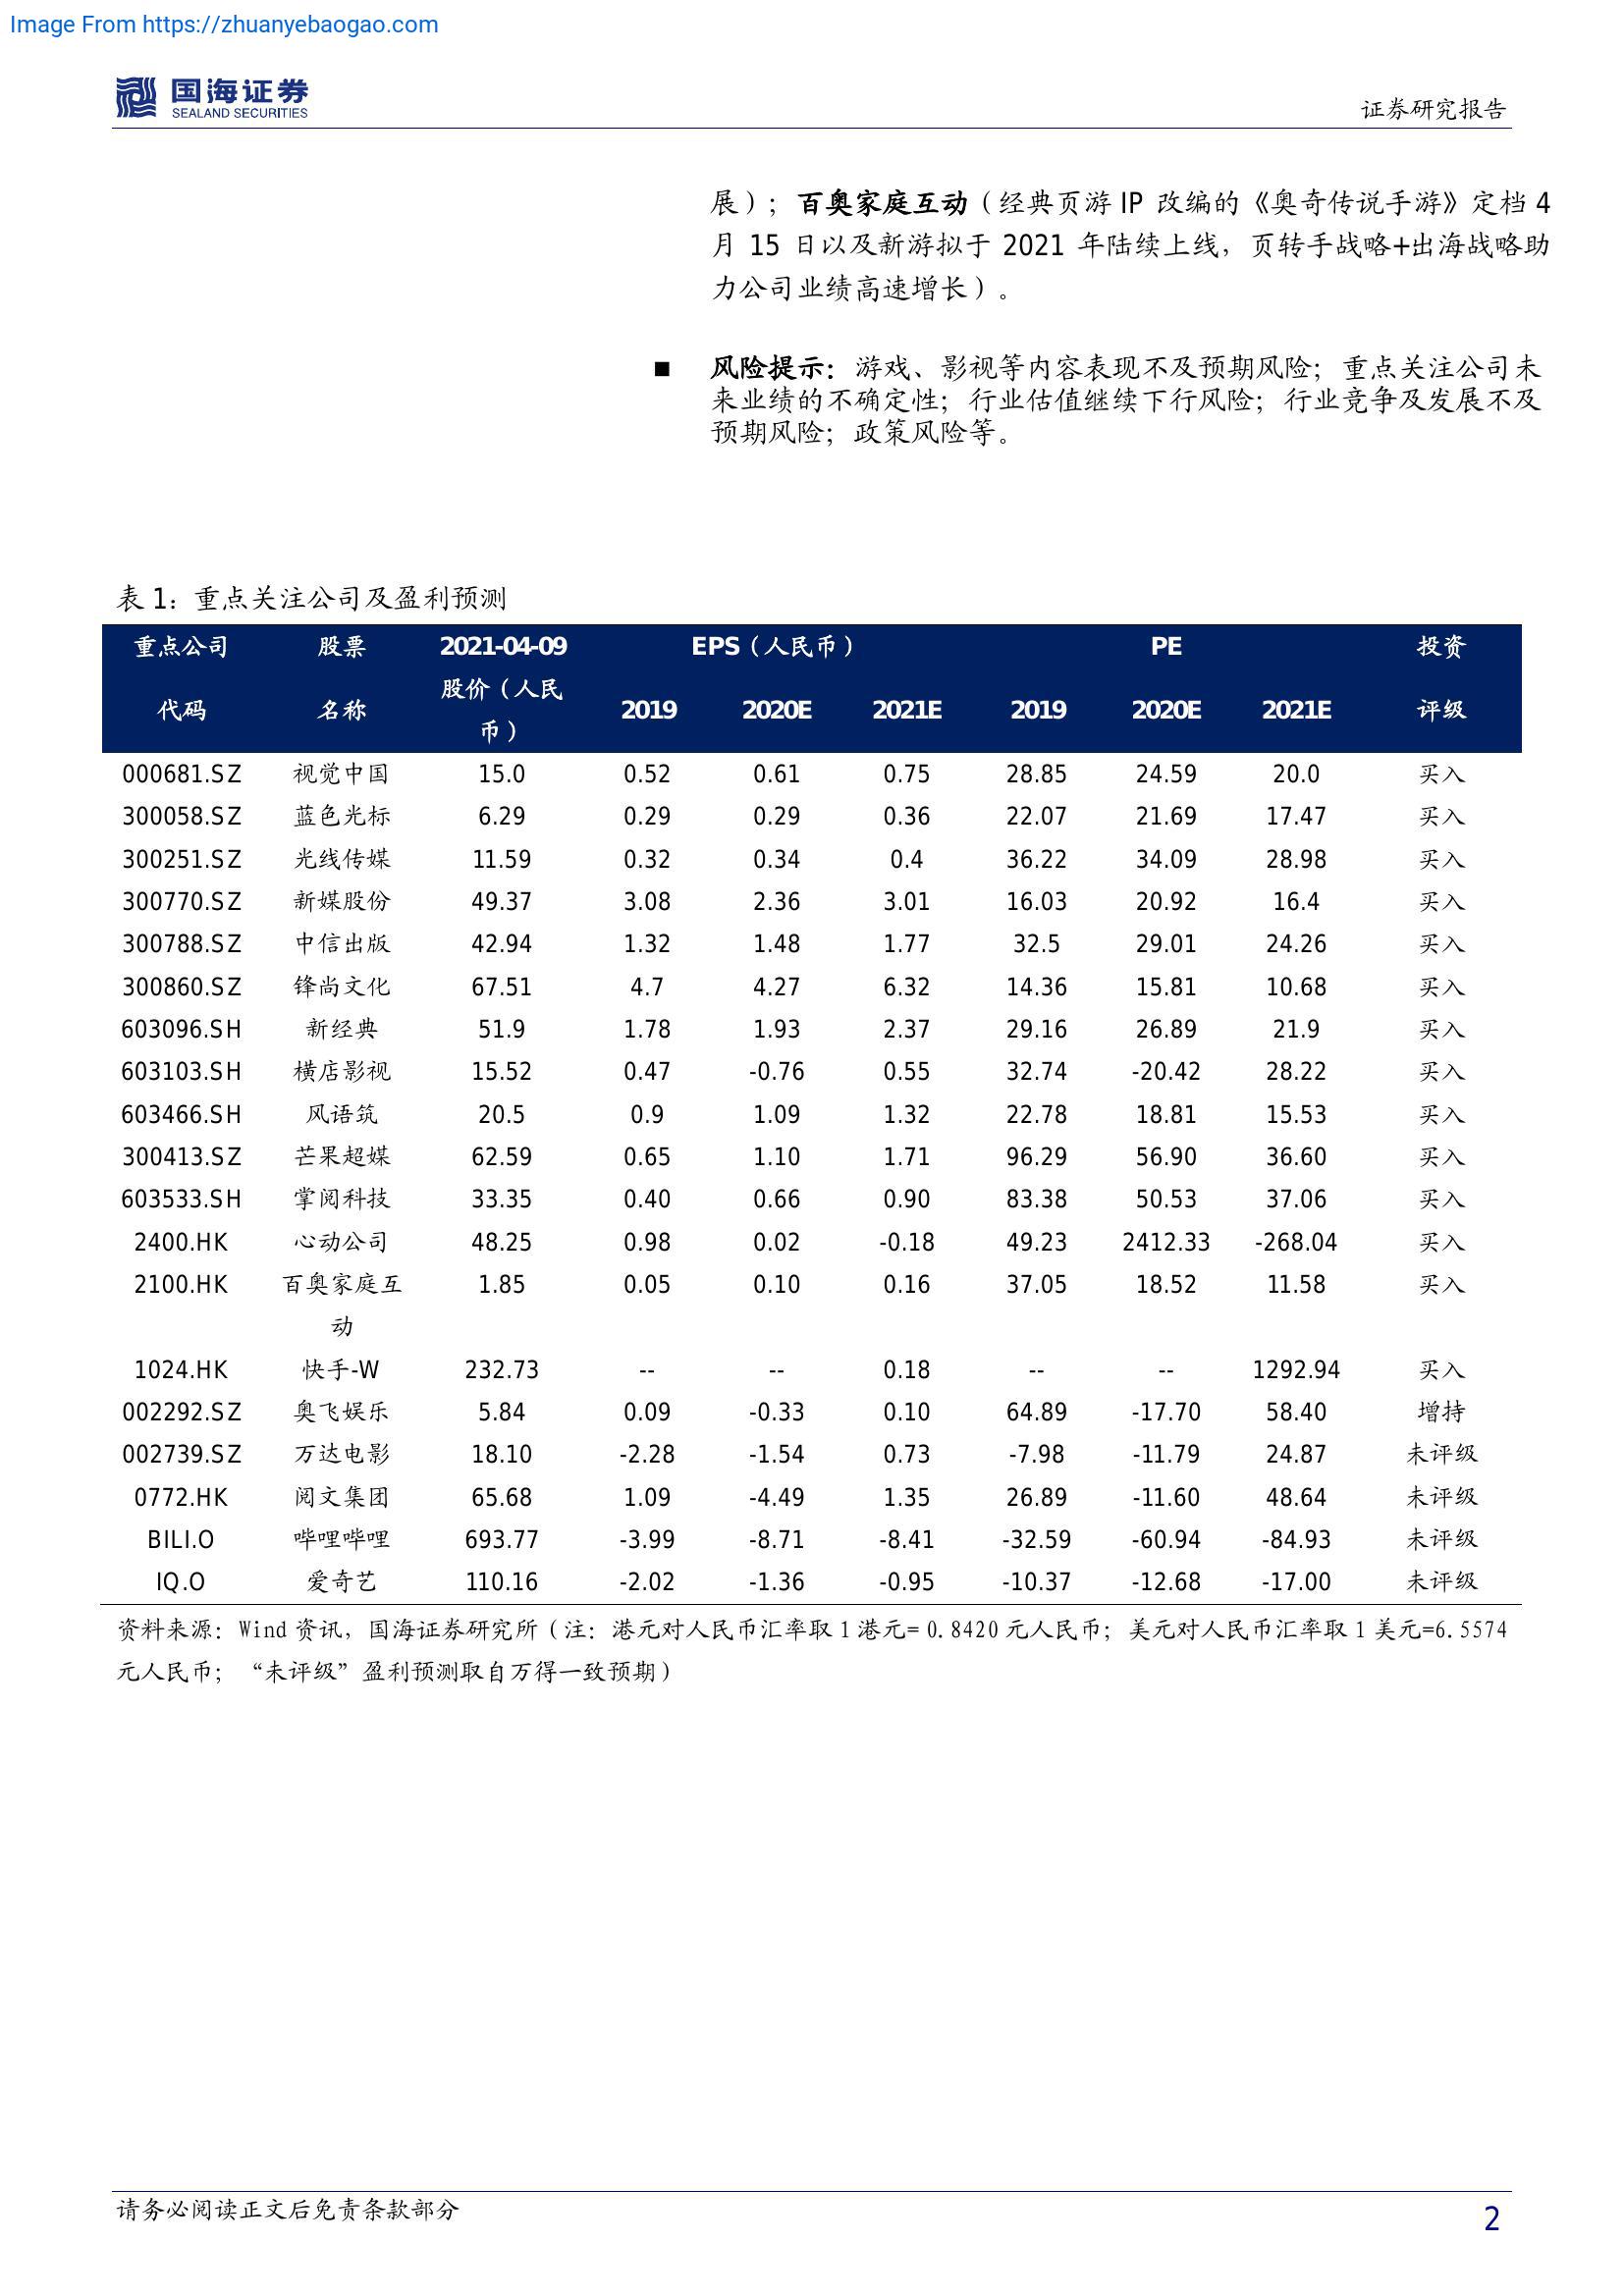 Image From https://zhuanyebaogao.com
国海证券
SEALAND SECURITIES
证券研究报告
展）；百奥家庭互动（经典页游 IP 改编的《奥奇传说手游》定档 4
月 15 日以及新游拟于 2021 年陆续上线，页转手战略+出海战略助
力公司业绩高速增长）。
■ 风险提示：游戏、影视等内容表现不及预期风险；重点关注公司未
来业绩的不确定性；行业估值继续下行风险；行业竞争及发展不及
预期风险；政策风险等。
表 1：重点关注公司及盈利预测
重点公司 股票 2021-04-09 EPS（人民币） PE 投资
代码 名称 股价（人民币） 2019 2020E 2021E 2019 2020E 2021E 评级
000681.SZ 视觉中国 15.0 0.52 0.61 0.75 28.85 24.59 20.0 买入
300058.SZ 蓝色光标 6.29 0.29 0.29 0.36 22.07 21.69 17.47 买入
300251.SZ 光线传媒 11.59 0.32 0.34 0.4 36.22 34.09 28.98 买入
300770.SZ 新媒股份 49.37 3.08 2.36 3.01 16.03 20.92 16.4 买入
300788.SZ 中信出版 42.94 1.32 1.48 1.77 32.5 29.01 24.26 买入
300860.SZ 锋尚文化 67.51 4.7 4.27 6.32 14.36 15.81 10.68 买入
603096.SH 新经典 51.9 1.78 1.93 2.37 29.16 26.89 21.9 买入
603103.SH 横店影视 15.52 0.47 -0.76 0.55 32.74 -20.42 28.22 买入
603466.SH 风语筑 20.5 0.9 1.09 1.32 22.78 18.81 15.53 买入
300413.SZ 芒果超媒 62.59 0.65 1.10 1.71 96.29 56.90 36.60 买入
603533.SH 掌阅科技 33.35 0.40 0.66 0.90 83.38 50.53 37.06 买入
2400.HK 心动公司 48.25 0.98 0.02 -0.18 49.23 2412.33 -268.04 买入
2100.HK 百奥家庭互动 1.85 0.05 0.10 0.16 37.05 18.52 11.58 买入
1024.HK 快手-W 232.73 -- -- 0.18 -- -- 1292.94 买入
002292.SZ 奥飞娱乐 5.84 0.09 -0.33 0.10 64.89 -17.70 58.40 增持
002739.SZ 万达电影 18.10 -2.28 -1.54 0.73 -7.98 -11.79 24.87 未评级
0772.HK 阅文集团 65.68 1.09 -4.49 1.35 26.89 -11.60 48.64 未评级
BILI.O 哔哩哔哩 693.77 -3.99 -8.71 -8.41 -32.59 -60.94 -84.93 未评级
IQ.O 爱奇艺 110.16 -2.02 -1.36 -0.95 -10.37 -12.68 -17.00 未评级
资料来源：Wind 资讯，国海证券研究所（注：港元对人民币汇率取 1 港元= 0.8420 元人民币；美元对人民币汇率取 1 美元=6.5574
元人民币；“未评级”盈利预测取自万得一致预期）
请务必阅读正文后免责条款部分
2